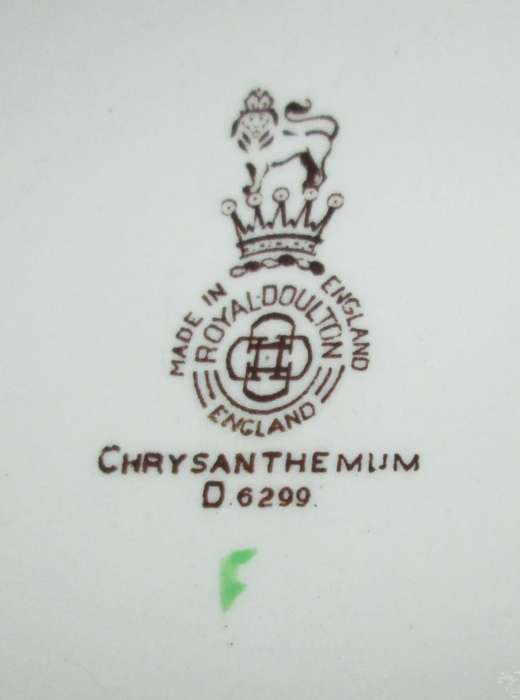 MADE IN ENGLAND
ROYAL DOULTON
ENGLAND
CHRYSANTHEMUM
D.6299.